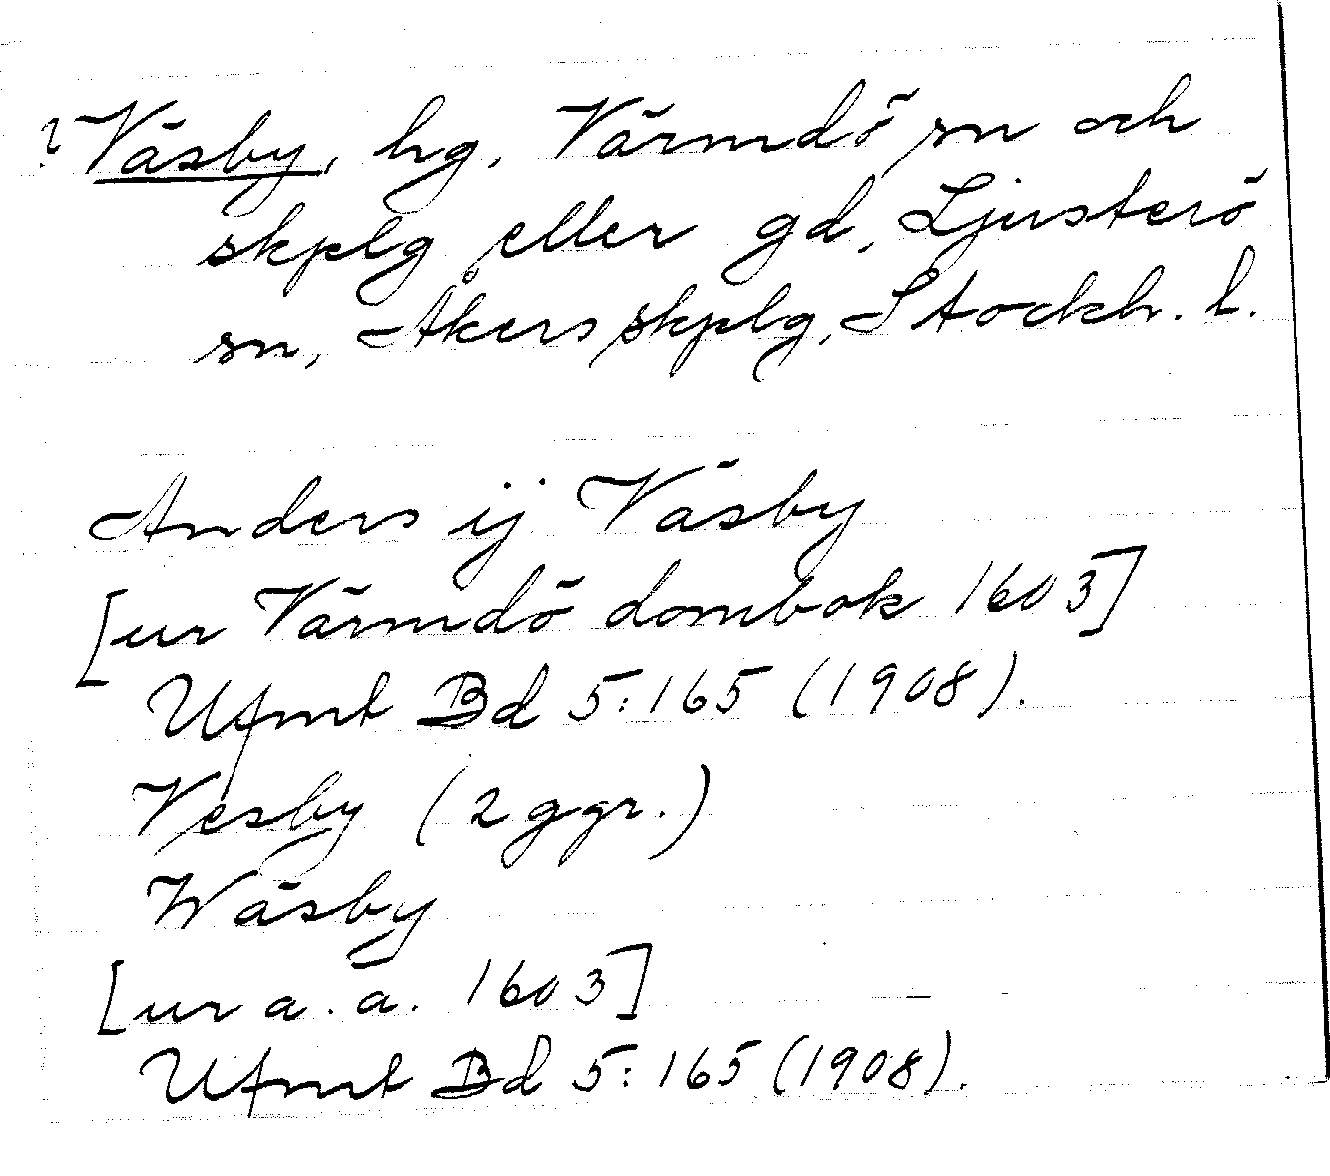 ? Väsby, hg, Värmdö sn och
skplg eller gd, Ljusterö
sn, Åkers skplg, Stockh. l.
Anders ij Väsby
[ur Värmdö dombok 1603]
Ufmt Bd 5:165 (1908).
Vesby (2 ggr.)
Wäsby
[ur a.a. 1603]
Ufmt Bd 5:165 (1908).